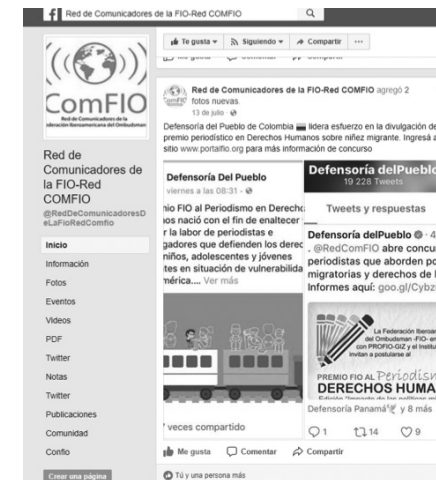 Red de Comunicadores de la FIO-Red COMFIO
Te gusta
Siguiendo
Compartir
ComFIO
Red de Comunicadores de la
Federación Iberoamericana del Ombudsman
Red de
Comunicadores de
la FIO-Red
COMFIO
@RedDeComunicadoresD
eLaFioRedComfio
Inicio
Información
Fotos
Eventos
Videos
PDF
Twitter
Notas
Twitter
Publicaciones
Comunidad
Confio
Crear una página
Me gusta Comentar Compartir
Red de Comunicadores de la FIO-Red COMFIO agregó 2
fotos nuevas.
13 de julio
Defensoría del Pueblo de Colombia lidera esfuerzo en la divulgación de
premio periodístico en Derechos Humanos sobre niñez migrante. Ingresá a
sitio www.portalfio.org para más información de concurso
Defensoría Del Pueblo
viernes a las 08:31
nio FIO al Periodismo en Derecho
nos nació con el fin de enaltecer
r la labor de periodistas e
gadores que defienden los derec
niños, adolescentes y jóvenes
tes en situación de vulnerabilida
mérica.... Ver más
veces compartido
Defensoría delPueblo
19 228 Tweets
Tweets y respuestas
Defensoría delPueblo · 4
. @RedComFIO abre concu
periodistas que aborden po
migratorias y derechos de l
Informes aquí: goo.gl/Cybz
La Federación Iberoam
del Ombudsman -FIO- en
con PROFIO-GIZ y el Institut
invitan a postularse al
PREMIO FIO AL Periodism
DERECHOS HUMA
Defensoría Panamá y 8 más
1 14 9
Me gusta Comentar Compartir
Tú y una persona más